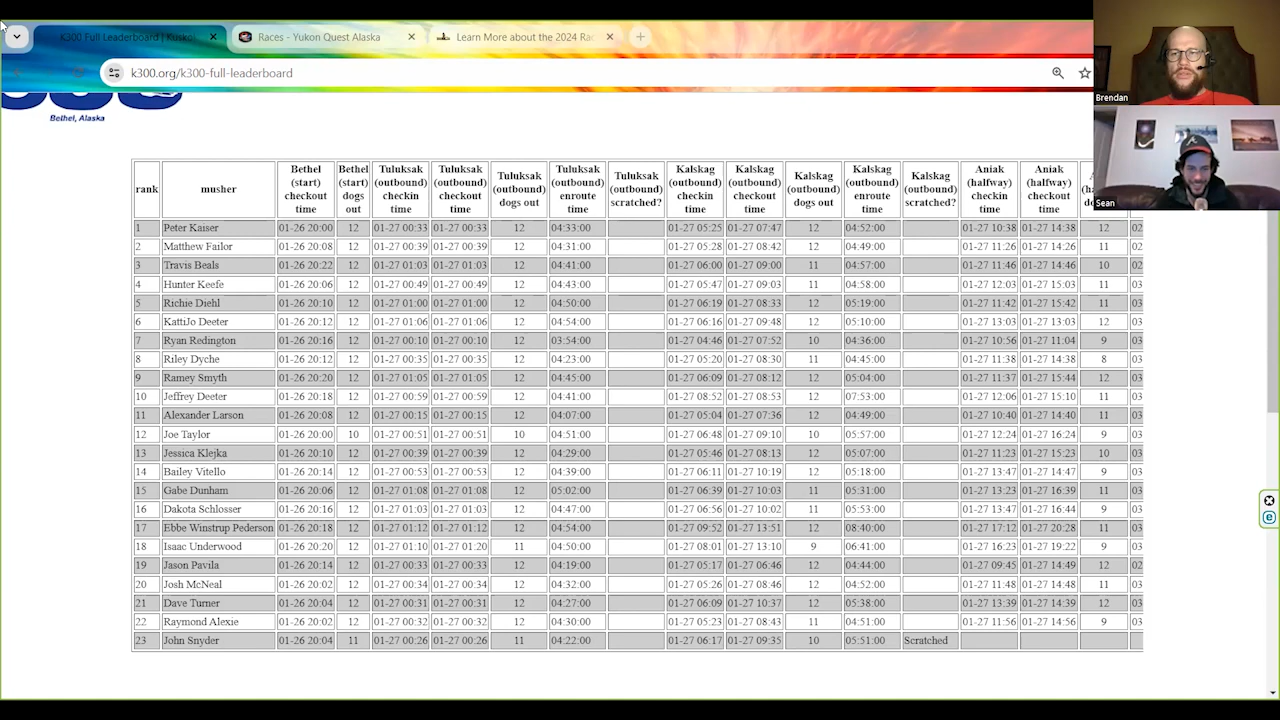 K300 Full Leaderboard | Kusko
Races - Yukon Quest Alaska
Learn More about the 2024 Rac
k300.org/k300-full-leaderboard
Brendan
Sean
Bethel, Alaska
rank musher Bethel (start) checkout time Bethel (start) dogs out Tuluksak (outbound) checkin time Tuluksak (outbound) checkout time Tuluksak (outbound) dogs out Tuluksak (outbound) enroute time Tuluksak (outbound) scratched? Kalskag (outbound) checkin time Kalskag (outbound) checkout time Kalskag (outbound) dogs out Kalskag (outbound) enroute time Kalskag (outbound) scratched? Aniak (halfway) checkin time Aniak (halfway) checkout time
1 Peter Kaiser 01-26 20:00 12 01-27 00:33 01-27 00:33 12 04:33:00 01-27 05:25 01-27 07:47 12 04:52:00 01-27 10:38 01-27 14:38 12 02
2 Matthew Failor 01-26 20:08 12 01-27 00:39 01-27 00:39 12 04:31:00 01-27 05:28 01-27 08:42 12 04:49:00 01-27 11:26 01-27 14:26 11 02
3 Travis Beals 01-26 20:22 12 01-27 01:03 01-27 01:03 12 04:41:00 01-27 06:00 01-27 09:00 11 04:57:00 01-27 11:46 01-27 14:46 10 02
4 Hunter Keefe 01-26 20:06 12 01-27 00:49 01-27 00:49 12 04:43:00 01-27 05:47 01-27 09:03 11 04:58:00 01-27 12:03 01-27 15:03 11 03
5 Richie Diehl 01-26 20:10 12 01-27 01:00 01-27 01:00 12 04:50:00 01-27 06:19 01-27 08:33 12 05:19:00 01-27 11:42 01-27 15:42 11 03
6 KattiJo Deeter 01-26 20:12 12 01-27 01:06 01-27 01:06 12 04:54:00 01-27 06:16 01-27 09:48 12 05:10:00 01-27 13:03 01-27 13:03 12 03
7 Ryan Redington 01-26 20:16 12 01-27 00:10 01-27 00:10 12 03:54:00 01-27 04:46 01-27 07:52 10 04:36:00 01-27 10:56 01-27 11:04 9 03
8 Riley Dyche 01-26 20:12 12 01-27 00:35 01-27 00:35 12 04:23:00 01-27 05:20 01-27 08:30 11 04:45:00 01-27 11:38 01-27 14:38 8 03
9 Ramey Smyth 01-26 20:20 12 01-27 01:05 01-27 01:05 12 04:45:00 01-27 06:09 01-27 08:12 12 05:04:00 01-27 11:37 01-27 15:44 12 03
10 Jeffrey Deeter 01-26 20:18 12 01-27 00:59 01-27 00:59 12 04:41:00 01-27 08:52 01-27 08:53 12 07:53:00 01-27 12:06 01-27 15:10 11 03
11 Alexander Larson 01-26 20:08 12 01-27 00:15 01-27 00:15 12 04:07:00 01-27 05:04 01-27 07:36 12 04:49:00 01-27 10:40 01-27 14:40 11 03
12 Joe Taylor 01-26 20:00 10 01-27 00:51 01-27 00:51 10 04:51:00 01-27 06:48 01-27 09:10 10 05:57:00 01-27 12:24 01-27 16:24 9 03
13 Jessica Klejka 01-26 20:10 12 01-27 00:39 01-27 00:39 12 04:29:00 01-27 05:46 01-27 08:13 12 05:07:00 01-27 11:23 01-27 15:23 10 03
14 Bailey Vitello 01-26 20:14 12 01-27 00:53 01-27 00:53 12 04:39:00 01-27 06:11 01-27 10:19 12 05:18:00 01-27 13:47 01-27 14:47 9 03
15 Gabe Dunham 01-26 20:06 12 01-27 01:08 01-27 01:08 12 05:02:00 01-27 06:39 01-27 10:03 11 05:31:00 01-27 13:23 01-27 16:39 11 03
16 Dakota Schlosser 01-26 20:16 12 01-27 01:03 01-27 01:03 12 04:47:00 01-27 06:56 01-27 10:02 11 05:53:00 01-27 13:47 01-27 16:44 9 03
17 Ebbe Winstrup Pederson 01-26 20:18 12 01-27 01:12 01-27 01:12 12 04:54:00 01-27 09:52 01-27 13:51 12 08:40:00 01-27 17:12 01-27 20:28 11 03
18 Isaac Underwood 01-26 20:20 12 01-27 01:10 01-27 01:20 11 04:50:00 01-27 08:01 01-27 13:10 9 06:41:00 01-27 16:23 01-27 19:22 9 03
19 Jason Pavila 01-26 20:14 12 01-27 00:33 01-27 00:33 12 04:19:00 01-27 05:17 01-27 06:46 12 04:44:00 01-27 09:45 01-27 14:49 12 02
20 Josh McNeal 01-26 20:02 12 01-27 00:34 01-27 00:34 12 04:32:00 01-27 05:26 01-27 08:46 12 04:52:00 01-27 11:48 01-27 14:48 11 03
21 Dave Turner 01-26 20:04 12 01-27 00:31 01-27 00:31 12 04:27:00 01-27 06:09 01-27 10:37 12 05:38:00 01-27 13:39 01-27 14:39 12 03
22 Raymond Alexie 01-26 20:02 12 01-27 00:32 01-27 00:32 12 04:30:00 01-27 05:23 01-27 08:43 11 04:51:00 01-27 11:56 01-27 14:56 9 03
23 John Snyder 01-26 20:04 11 01-27 00:26 01-27 00:26 11 04:22:00 01-27 06:17 01-27 09:35 10 05:51:00 Scratched